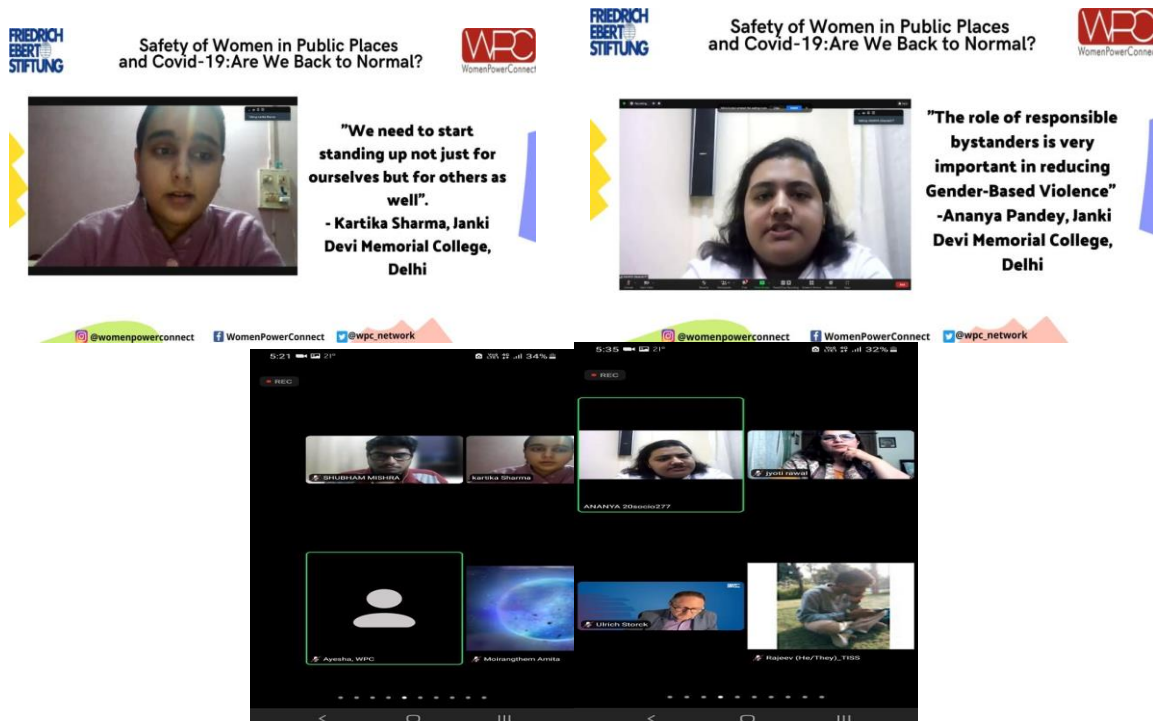 FRIEDRICH
EBERT
STIFTUNG
Safety of Women in Public Places
and Covid-19:Are We Back to Normal?
WPC
WomenPowerConnect
"We need to start
standing up not just for
ourselves but for others as
well".
- Kartika Sharma, Janki
Devi Memorial College,
Delhi
@womenpowerconnect
WomenPowerConnect
@wpc_network
FRIEDRICH
EBERT
STIFTUNG
Safety of Women in Public Places
and Covid-19:Are We Back to Normal?
WPC
WomenPowerConnect
"The role of responsible
bystanders is very
important in reducing
Gender-Based Violence"
-Ananya Pandey, Janki
Devi Memorial College,
Delhi
@womenpowerconnect
WomenPowerConnect
@wpc_network
5:21
21°
34%
REC
SHUBHAM MISHRA
kartika Sharma
Ayesha, WPC
Moirangthem Amita
5:35
21°
32%
REC
ANANYA 20socio277
jyoti rawal
Ulrich Storck
Rajeev (He/They)_TISS